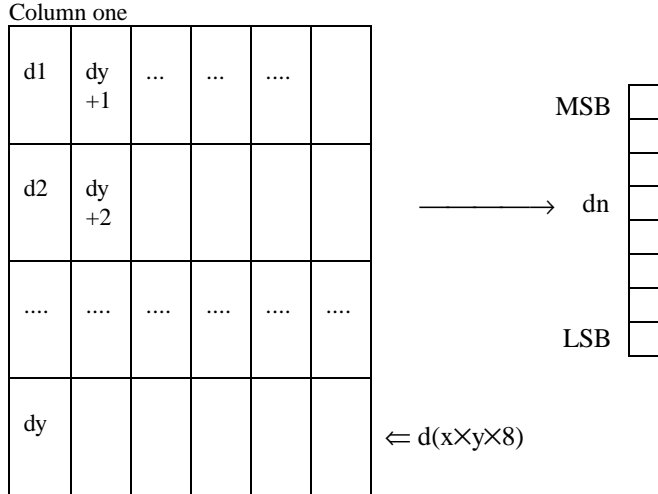 Column one
d1 dy ... ... ....
+1
MSB
d2 dy
+2
dn
.... .... .... .... .... ....
LSB
dy
⇐ d(x×y×8)